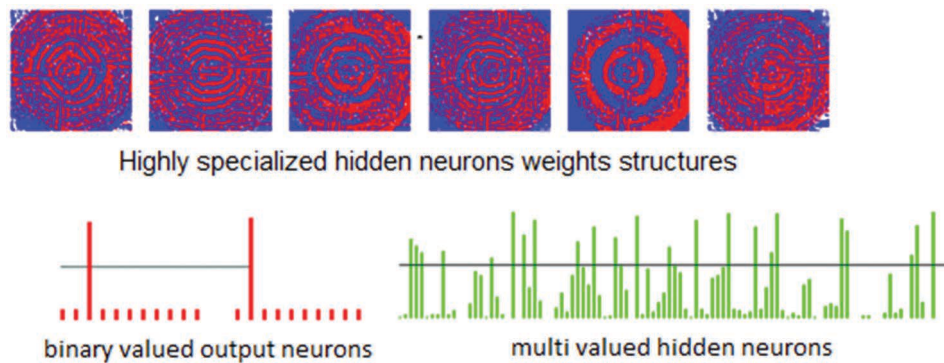 Highly specialized hidden neurons weights structures
binary valued output neurons
multi valued hidden neurons